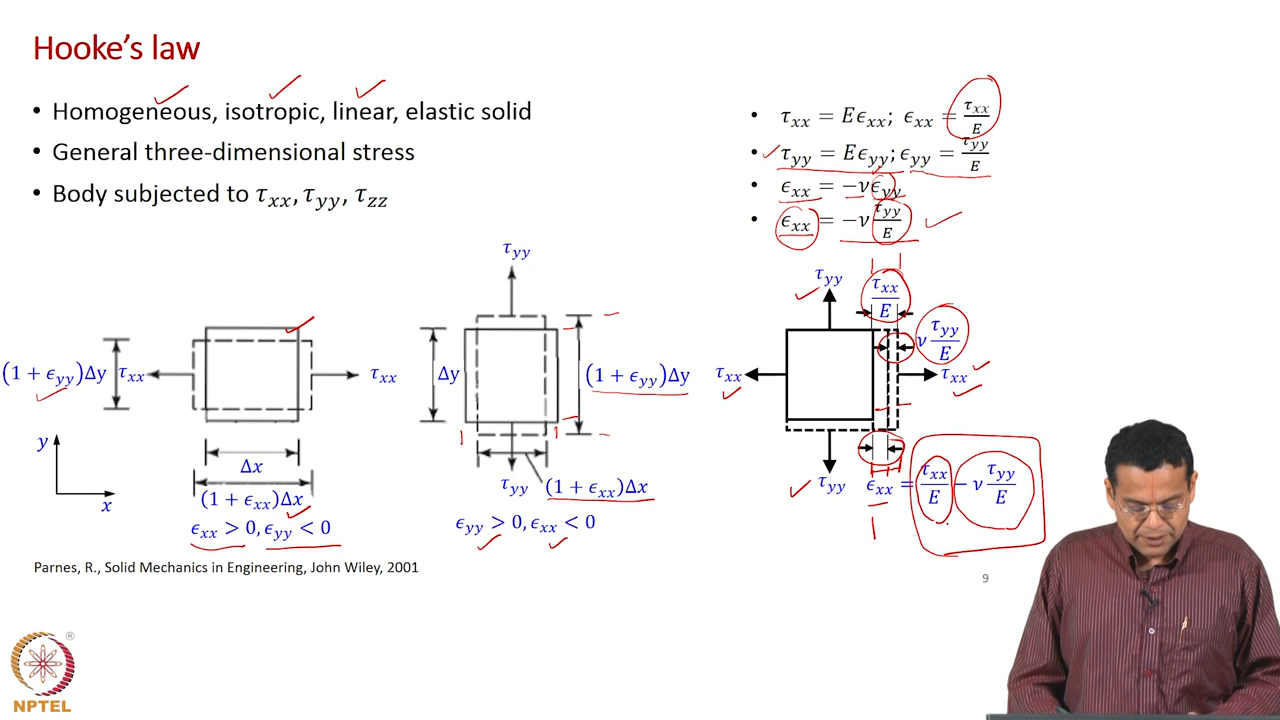 Hooke's law
• Homogeneous, isotropic, linear, elastic solid
• General three-dimensional stress
• Body subjected to τxx, τyy, τzz
• τxx = Eϵxx; ϵxx = τxx/E
• τyy = Eϵyy; ϵyy = τyy/E
• ϵxx = −νϵyy
• ϵxx = −ν τyy/E
(1 + ϵyy)Δy
τxx
τxx
Δx
(1 + ϵxx)Δx
ϵxx > 0, ϵyy < 0
y
x
τyy
Δy
(1 + ϵyy)Δy
τyy
(1 + ϵxx)Δx
ϵyy > 0, ϵxx < 0
τyy
τxx/E
ν τyy/E
τxx
τxx
τyy
ϵxx = τxx/E − ν τyy/E
Parnes, R., Solid Mechanics in Engineering, John Wiley, 2001
9
®
NPTEL